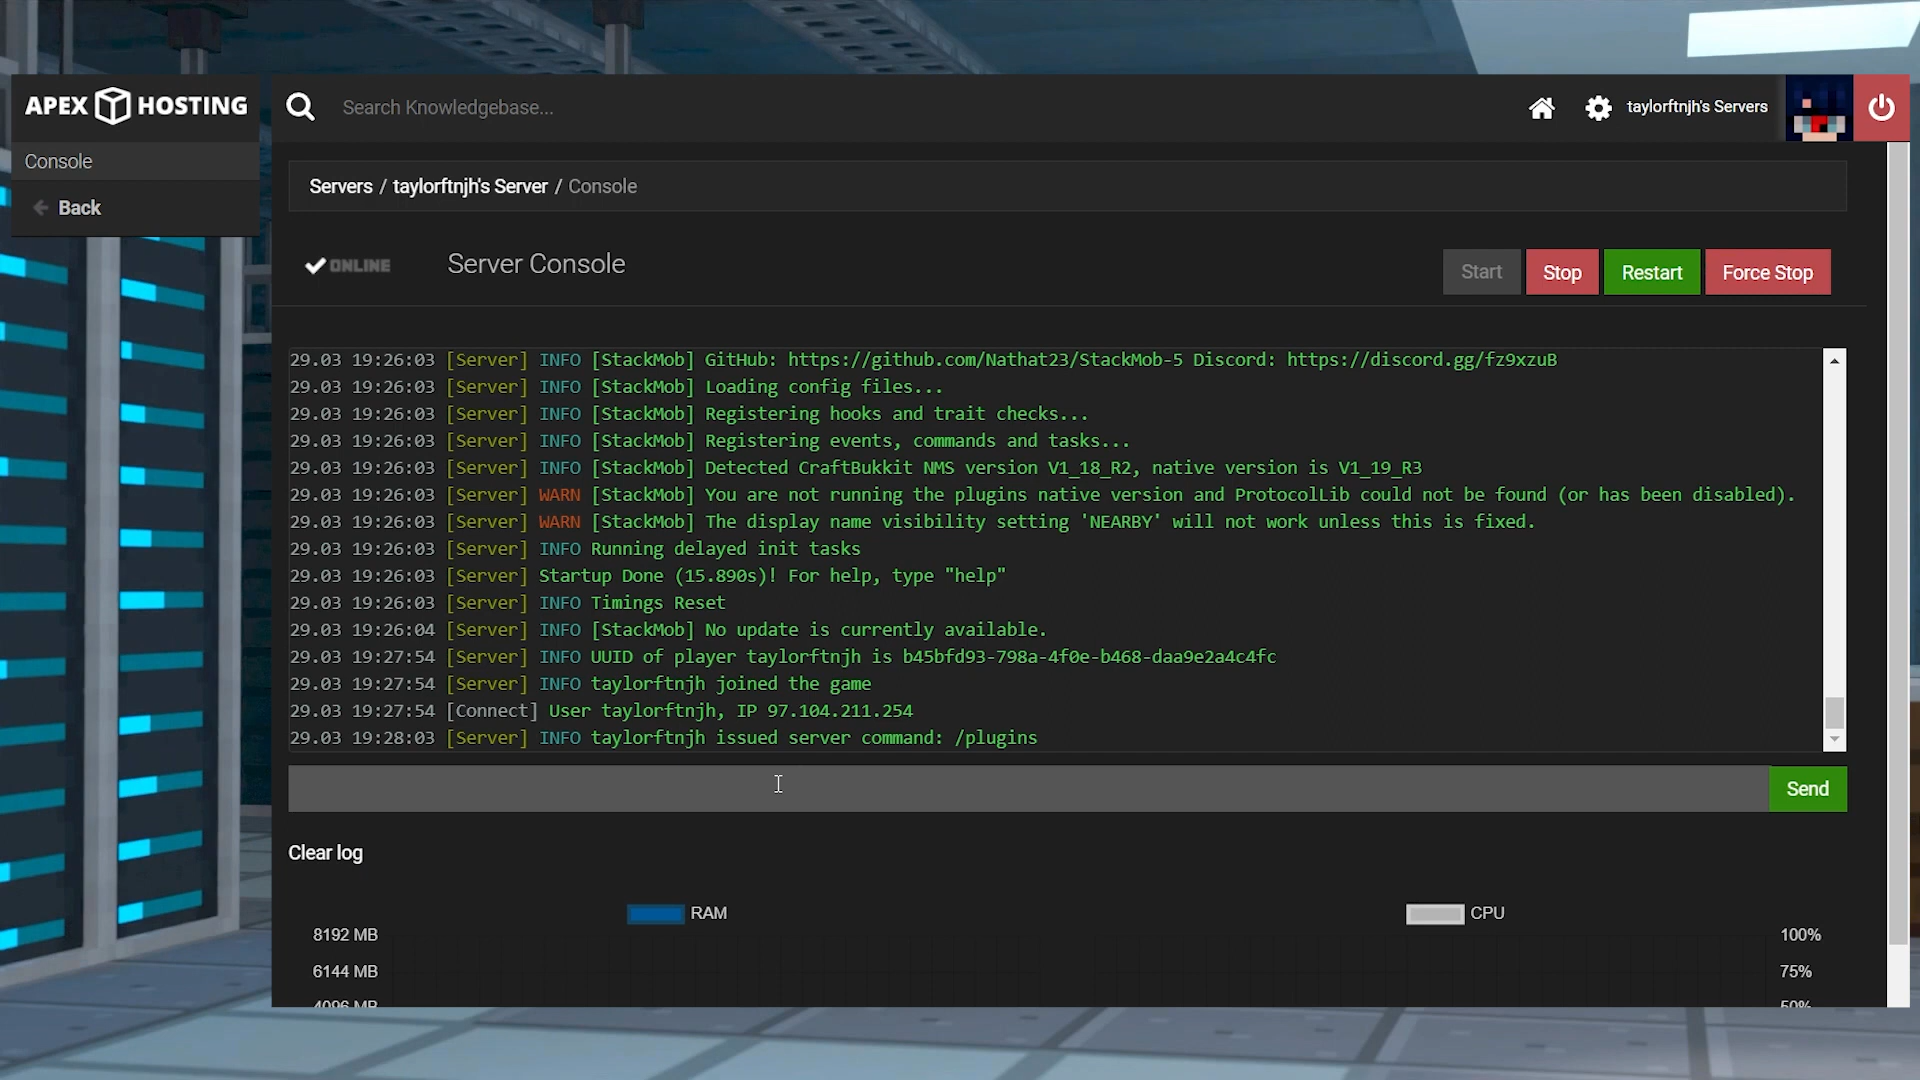 APEX HOSTING
Search Knowledgebase...
taylorftnjh's Servers
Console
Back
Servers / taylorftnjh's Server / Console
ONLINE
Server Console
Start
Stop
Restart
Force Stop
29.03 19:26:03 [Server] INFO [StackMob] GitHub: https://github.com/Nathat23/StackMob-5 Discord: https://discord.gg/fz9xzuB
29.03 19:26:03 [Server] INFO [StackMob] Loading config files...
29.03 19:26:03 [Server] INFO [StackMob] Registering hooks and trait checks...
29.03 19:26:03 [Server] INFO [StackMob] Registering events, commands and tasks...
29.03 19:26:03 [Server] INFO [StackMob] Detected CraftBukkit NMS version V1_18_R2, native version is V1_19_R3
29.03 19:26:03 [Server] WARN [StackMob] You are not running the plugins native version and ProtocolLib could not be found (or has been disabled).
29.03 19:26:03 [Server] WARN [StackMob] The display name visibility setting 'NEARBY' will not work unless this is fixed.
29.03 19:26:03 [Server] INFO Running delayed init tasks
29.03 19:26:03 [Server] Startup Done (15.890s)! For help, type "help"
29.03 19:26:03 [Server] INFO Timings Reset
29.03 19:26:04 [Server] INFO [StackMob] No update is currently available.
29.03 19:27:54 [Server] INFO UUID of player taylorftnjh is b45bfd93-798a-4f0e-b468-daa9e2a4c4fc
29.03 19:27:54 [Server] INFO taylorftnjh joined the game
29.03 19:27:54 [Connect] User taylorftnjh, IP 97.104.211.254
29.03 19:28:03 [Server] INFO taylorftnjh issued server command: /plugins
Send
Clear log
RAM
CPU
8192 MB
100%
6144 MB
75%
4096 MB
50%